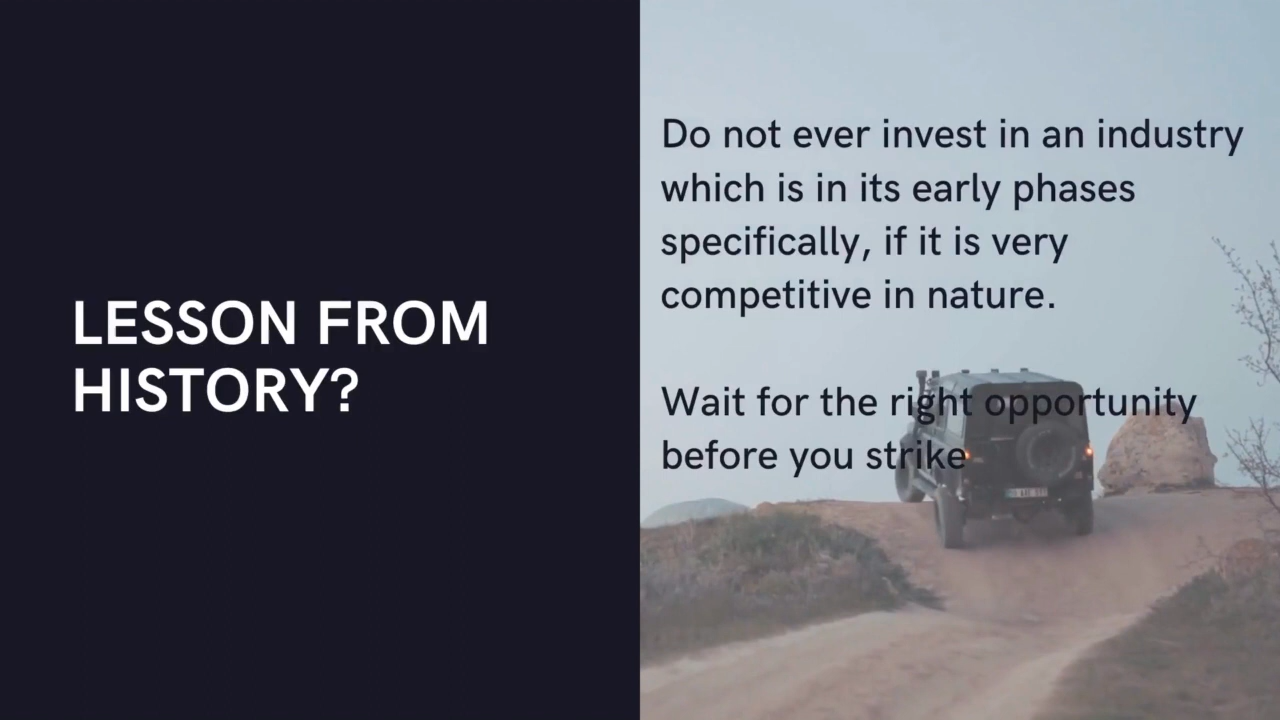 LESSON FROM
HISTORY?
Do not ever invest in an industry
which is in its early phases
specifically, if it is very
competitive in nature.
Wait for the right opportunity
before you strike